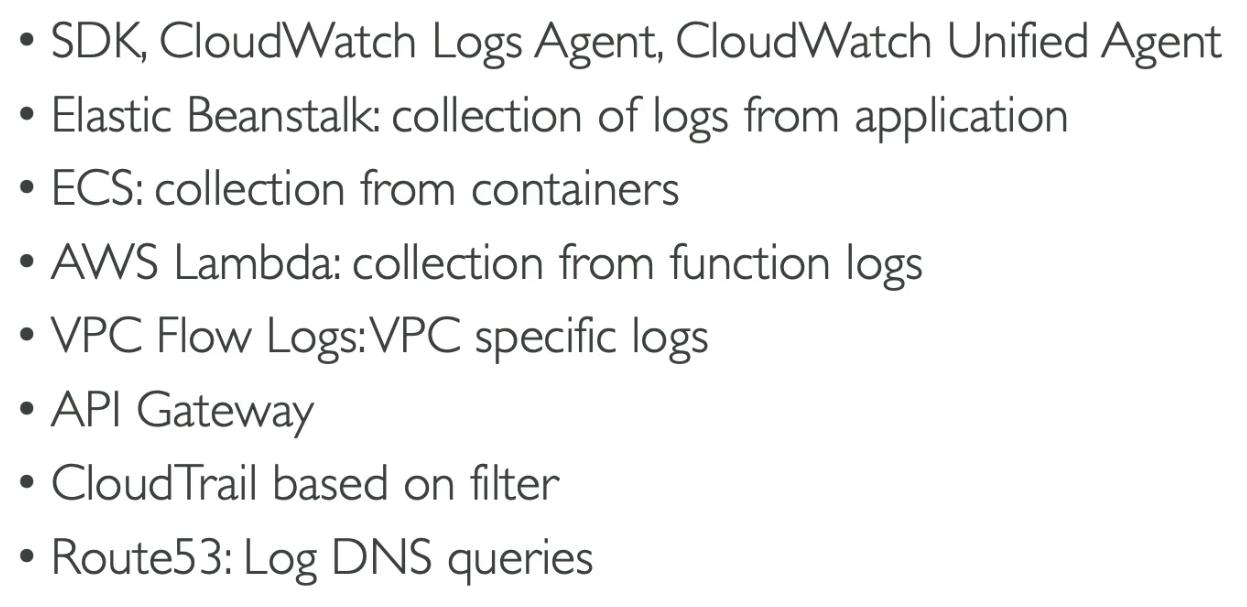 • SDK, CloudWatch Logs Agent, CloudWatch Unified Agent
• Elastic Beanstalk: collection of logs from application
• ECS: collection from containers
• AWS Lambda: collection from function logs
• VPC Flow Logs: VPC specific logs
• API Gateway
• CloudTrail based on filter
• Route53: Log DNS queries